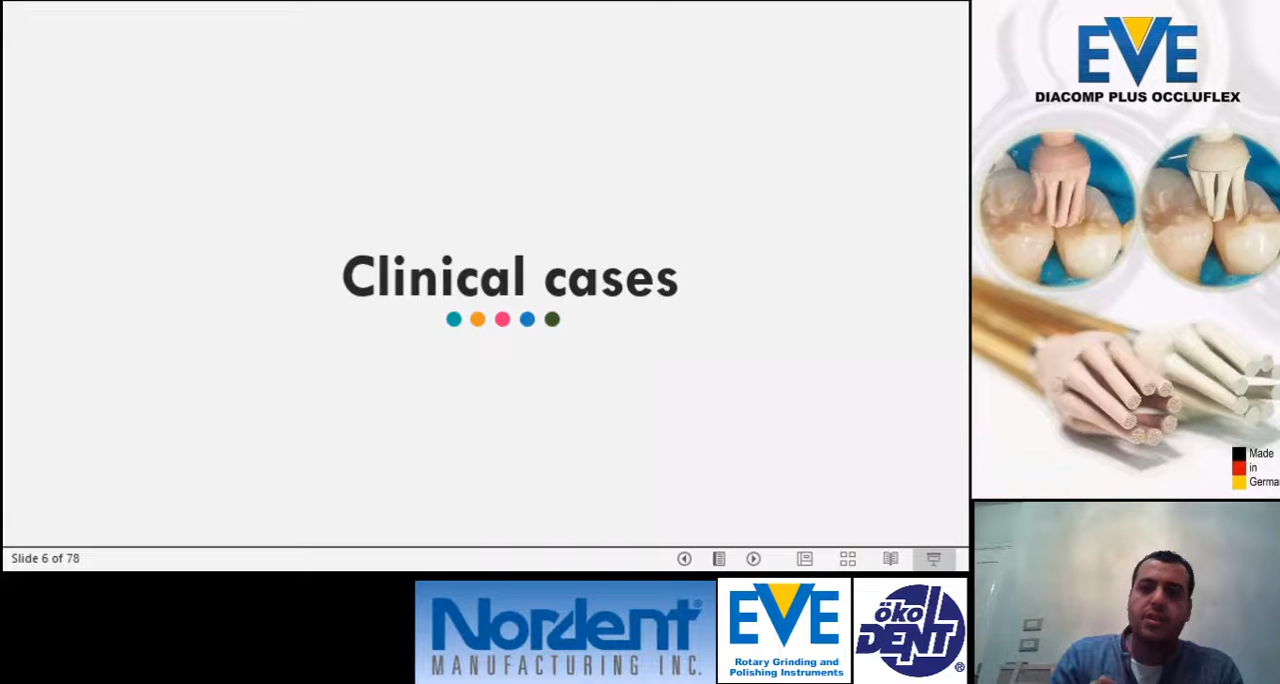 Clinical cases
Slide 6 of 78
EVE
DIACOMP PLUS OCCLUFLEX
Made
in
Germa
Nordent®
MANUFACTURING INC.
EVE
Rotary Grinding and
Polishing Instruments
öko
DENT®